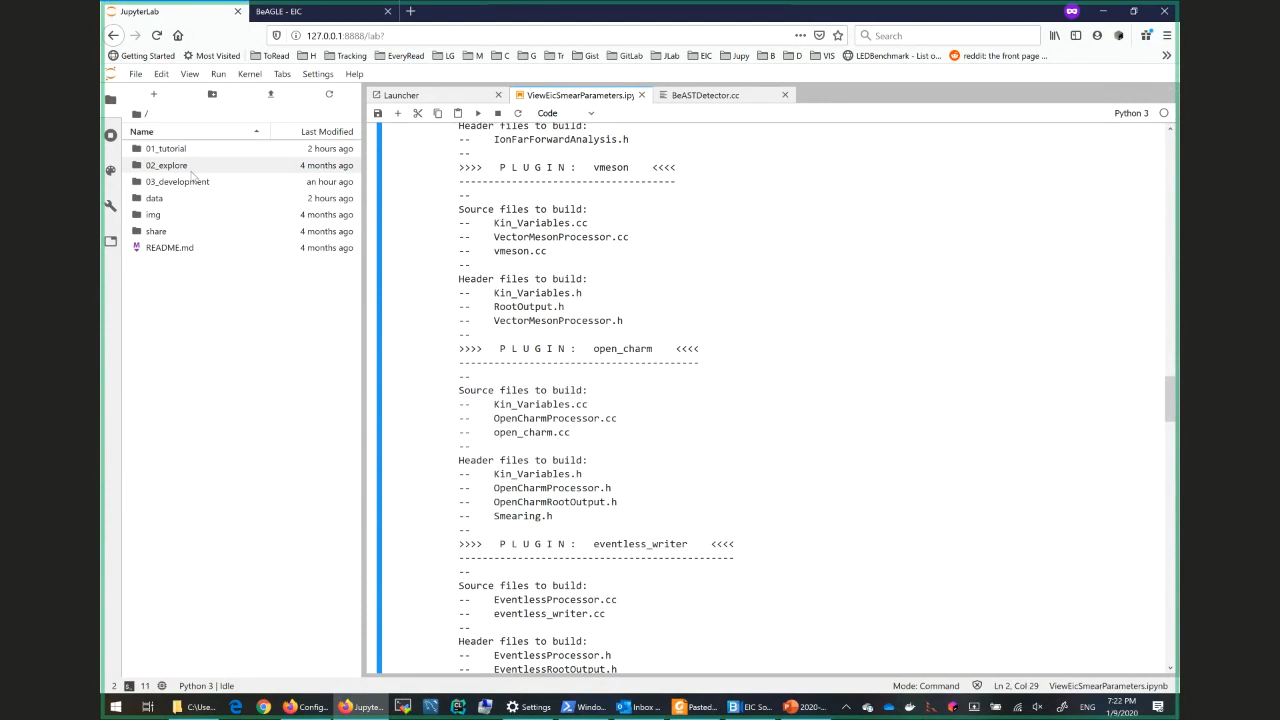 JupyterLab
BeAGLE - EIC
127.0.0.1:8888/lab?
Search
Getting Started
Most Visited
ToRead
H
Tracking
EveryRead
LG
M
C
G
Tr
Gist
GitLab
JLab
EIC
Jupy
B
D
VIS
LEDBenchmark - List o...
reddit: the front page ...
File Edit View Run Kernel Tabs Settings Help
Launcher
ViewEicSmearParameters.ipy
BeASTDetector.cc
Code
Python 3
/
Name
Last Modified
01_tutorial 2 hours ago
02_explore 4 months ago
03_development an hour ago
data 2 hours ago
img 4 months ago
share 4 months ago
README.md 4 months ago
Header files to build:
-- IonFarForwardAnalysis.h
--
>>>> P L U G I N : vmeson <<<<
-------------------------------------
--
Source files to build:
-- Kin_Variables.cc
-- VectorMesonProcessor.cc
-- vmeson.cc
--
Header files to build:
-- Kin_Variables.h
-- RootOutput.h
-- VectorMesonProcessor.h
--
>>>> P L U G I N : open_charm <<<<
-----------------------------------------
--
Source files to build:
-- Kin_Variables.cc
-- OpenCharmProcessor.cc
-- open_charm.cc
--
Header files to build:
-- Kin_Variables.h
-- OpenCharmProcessor.h
-- OpenCharmRootOutput.h
-- Smearing.h
--
>>>> P L U G I N : eventless_writer <<<<
-----------------------------------------------
--
Source files to build:
-- EventlessProcessor.cc
-- eventless_writer.cc
--
Header files to build:
-- EventlessProcessor.h
-- EventlessRootOutput.h
2
11
Python 3 | Idle
Mode: Command
Ln 2, Col 29
ViewEicSmearParameters.ipynb
C:\Use...
Config...
Jupyte...
Settings
Windo...
Inbox ...
Pasted...
EIC So...
2020-...
ENG
7:22 PM
1/9/2020